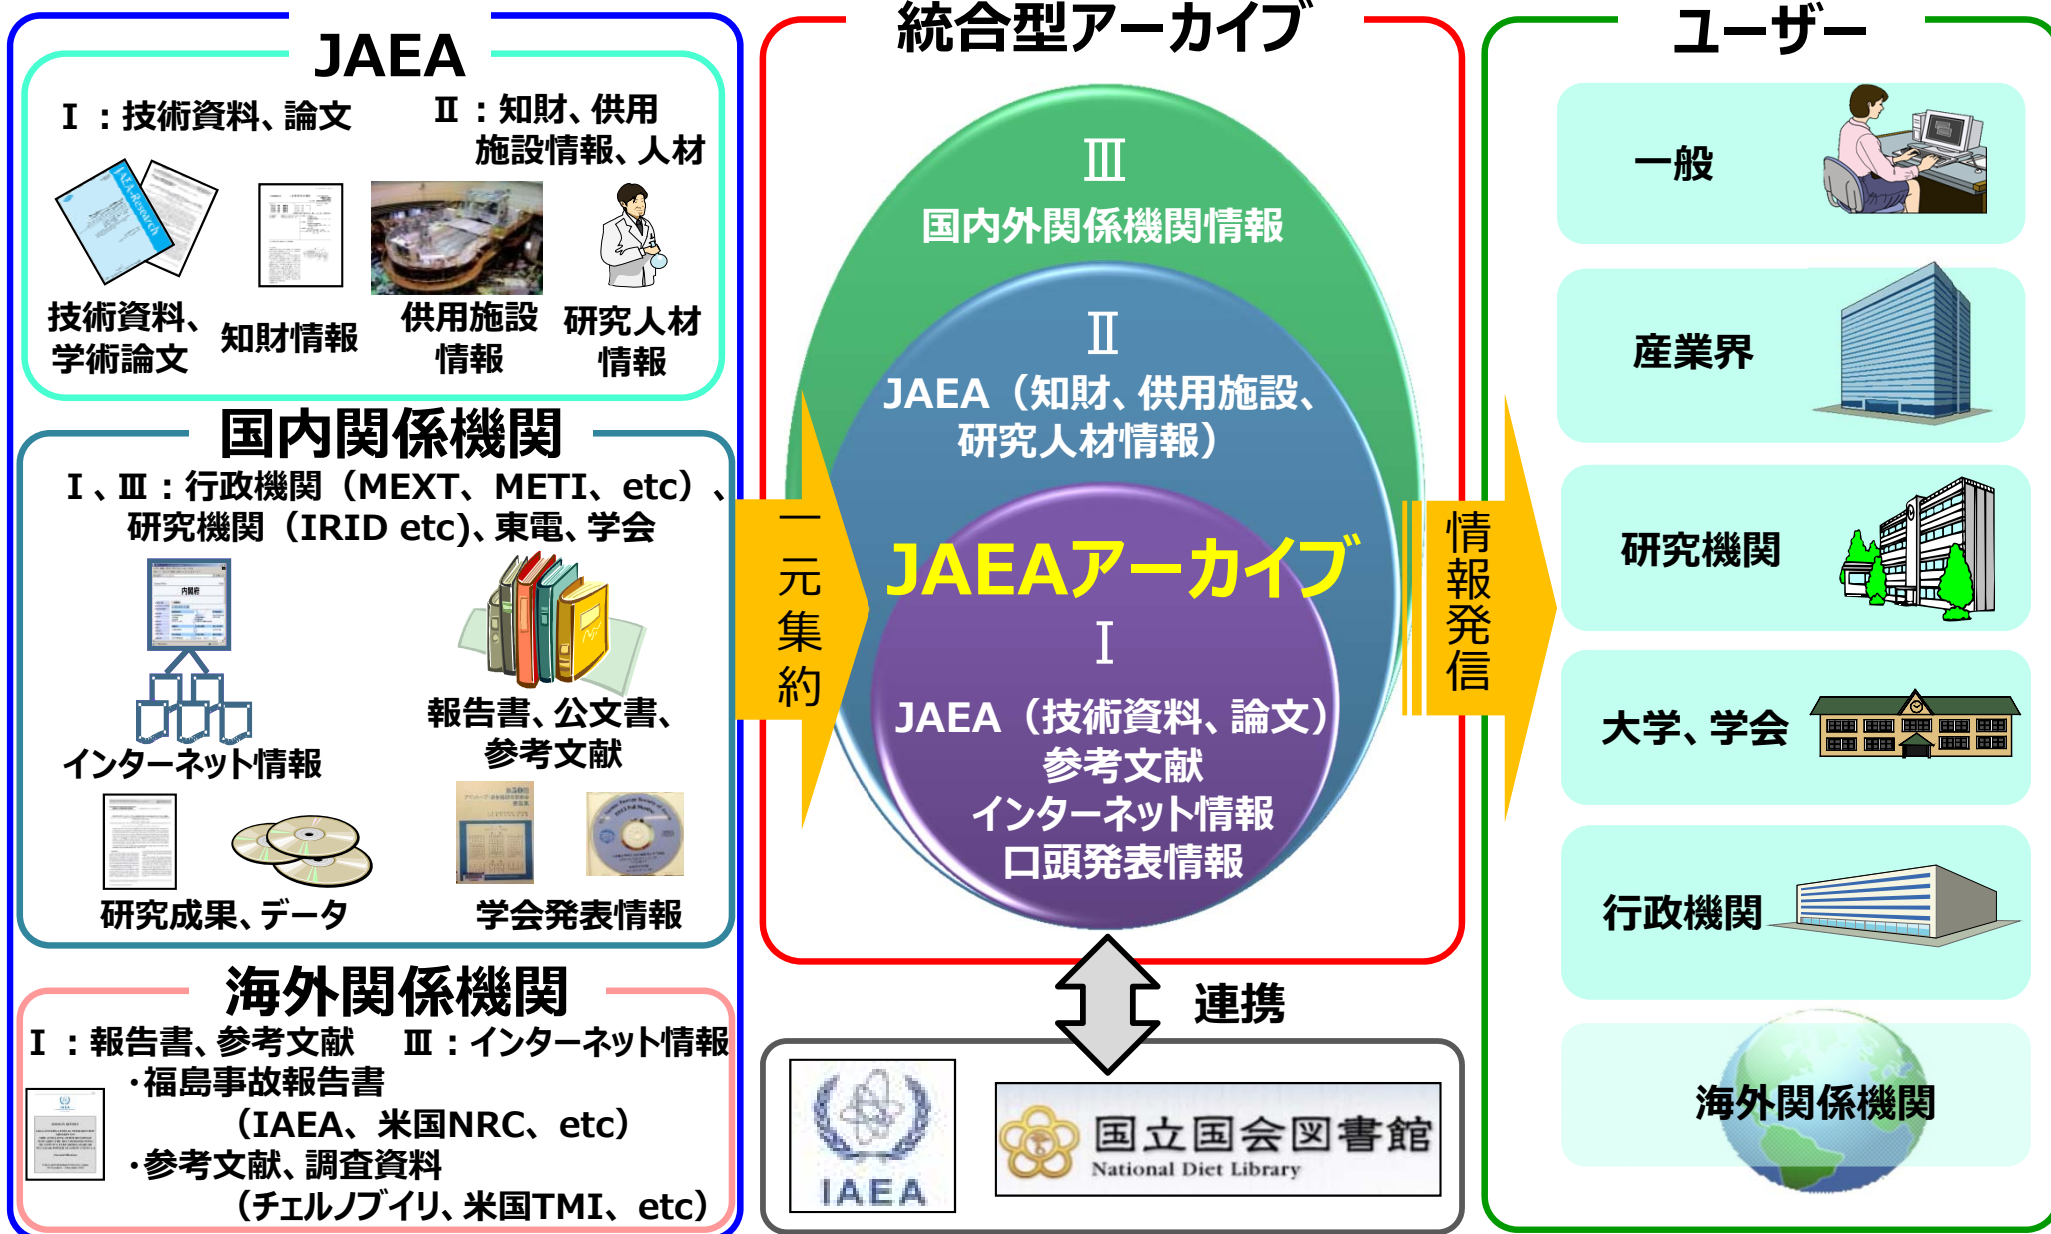 JAEA
Ⅰ：技術資料、論文
Ⅱ：知財、供用
施設情報、人材
JAEA-Research
技術資料、
学術論文
知財情報
供用施設
情報
研究人材
情報
国内関係機関
Ⅰ、Ⅲ：行政機関（MEXT、METI、etc）、
研究機関（IRID etc)、東電、学会
内閣府
インターネット情報
報告書、公文書、
参考文献
研究成果、データ
学会発表情報
海外関係機関
Ⅰ：報告書、参考文献　Ⅲ：インターネット情報
・福島事故報告書
（IAEA、米国NRC、etc）
・参考文献、調査資料
（チェルノブイリ、米国TMI、etc）
一元集約
統合型アーカイブ
Ⅲ
国内外関係機関情報
Ⅱ
JAEA（知財、供用施設、
研究人材情報）
JAEAアーカイブ
Ⅰ
JAEA（技術資料、論文）
参考文献
インターネット情報
口頭発表情報
連携
IAEA
国立国会図書館
National Diet Library
情報発信
ユーザー
一般
産業界
研究機関
大学、学会
行政機関
海外関係機関